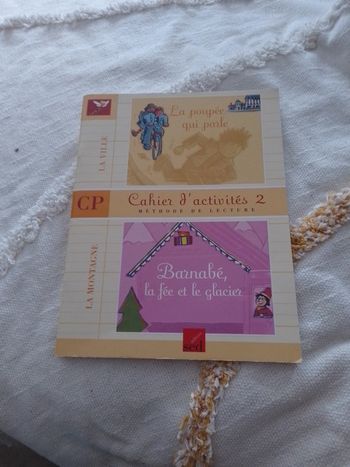 La poupée
qui parle
LA VILLE
CP
Cahier d'activités 2
MÉTHODE DE LECTURE
LA MONTAGNE
Barnabé,
la fée et le glacier
sed